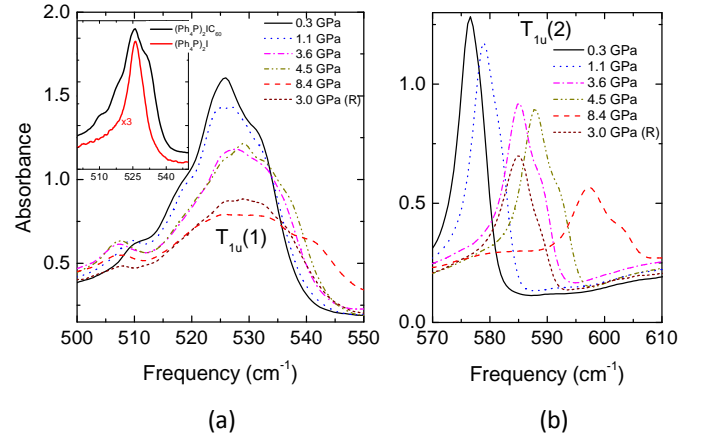 (Ph₄P)₂IC₆₀
(Ph₄P)₂I
x3
510 525 540
0.3 GPa
1.1 GPa
3.6 GPa
4.5 GPa
8.4 GPa
3.0 GPa (R)
T₁ᵤ(1)
2.0
1.5
1.0
0.5
Absorbance
500 510 520 530 540 550
Frequency (cm⁻¹)
(a)
T₁ᵤ(2)
0.3 GPa
1.1 GPa
3.6 GPa
4.5 GPa
8.4 GPa
3.0 GPa (R)
1.0
0.5
0.0
570 580 590 600 610
Frequency (cm⁻¹)
(b)